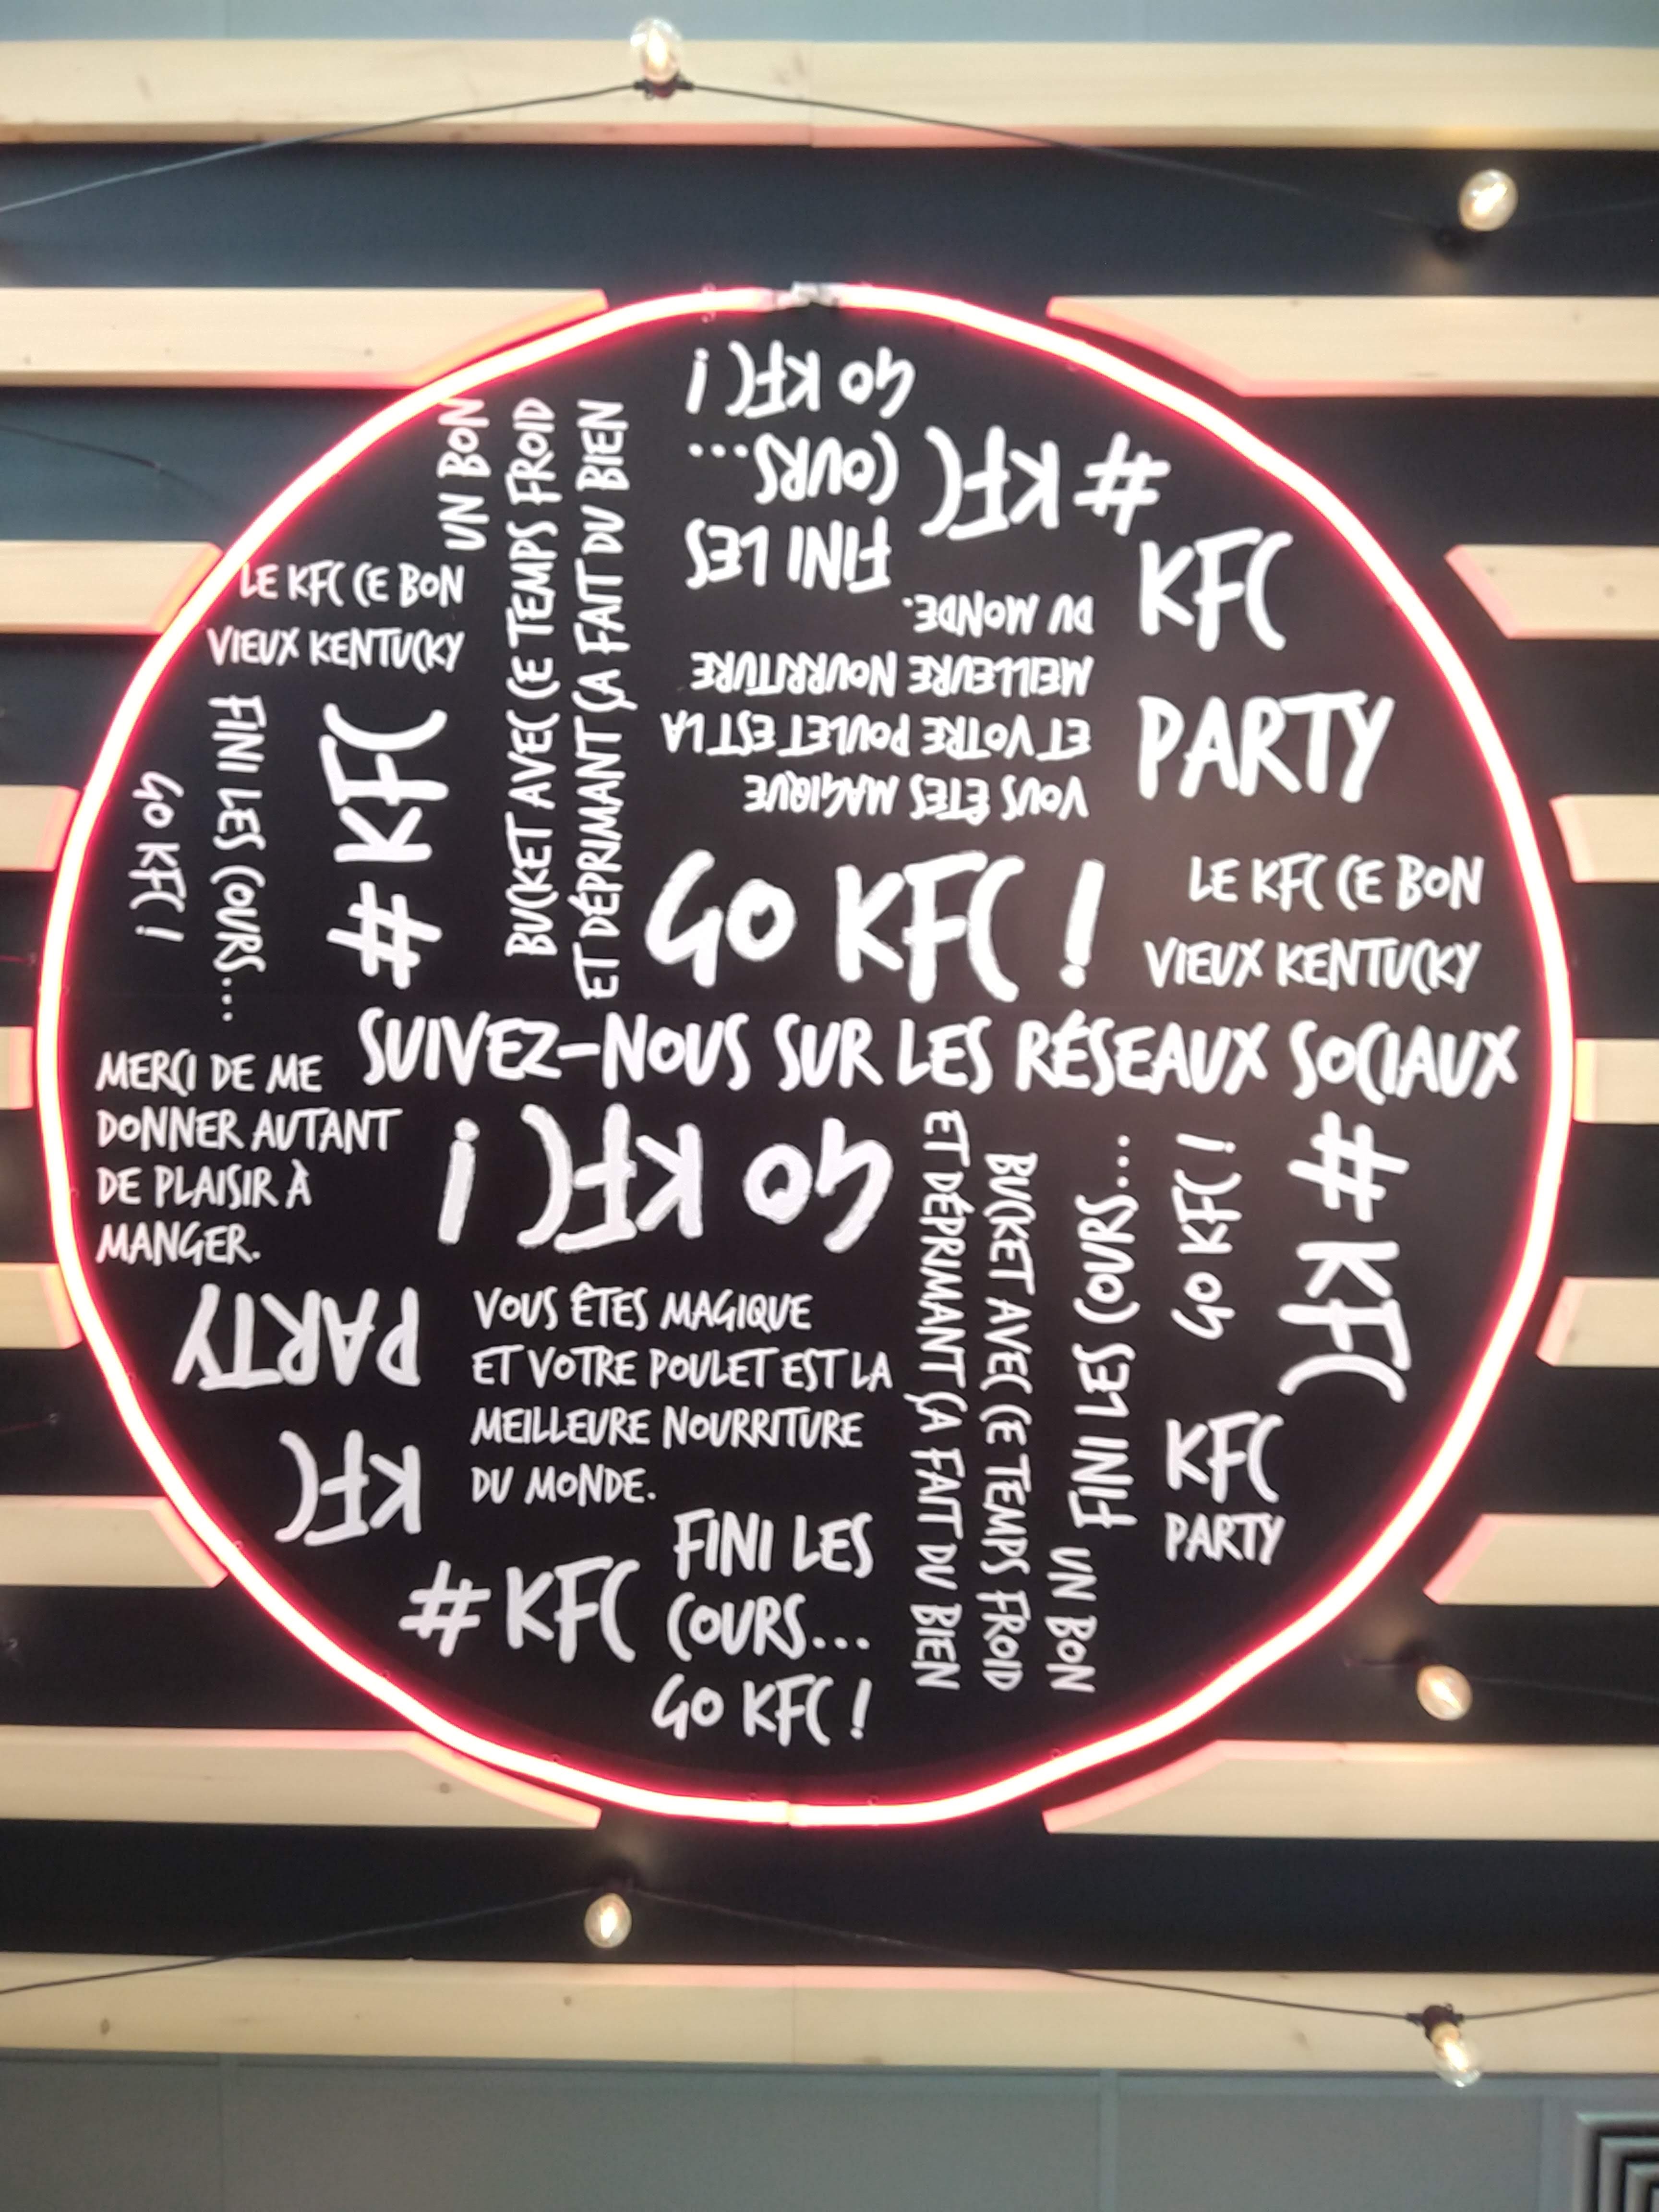 GO KFC !
FINI LES
COURS...
GO KFC !
# KFC
VOUS ÊTES MAGIQUE
ET VOTRE POULET EST LA
MEILLEURE NOURRITURE
DU MONDE.
KFC
PARTY
UN BON
BUCKET AVEC CE TEMPS FROID
ET DÉPRIMANT ÇA FAIT DU BIEN
LE KFC CE BON
VIEUX KENTUCKY
# KFC
FINI LES COURS...
GO KFC !
LE KFC CE BON
VIEUX KENTUCKY
SUIVEZ-NOUS SUR LES RÉSEAUX SOCIAUX
MERCI DE ME
DONNER AUTANT
DE PLAISIR À
MANGER.
GO KFC !
KFC
PARTY
VOUS ÊTES MAGIQUE
ET VOTRE POULET EST LA
MEILLEURE NOURRITURE
DU MONDE.
# KFC
FINI LES
COURS...
GO KFC !
UN BON
BUCKET AVEC CE TEMPS FROID
ET DÉPRIMANT ÇA FAIT DU BIEN
FINI LES COURS...
GO KFC !
# KFC
KFC
PARTY